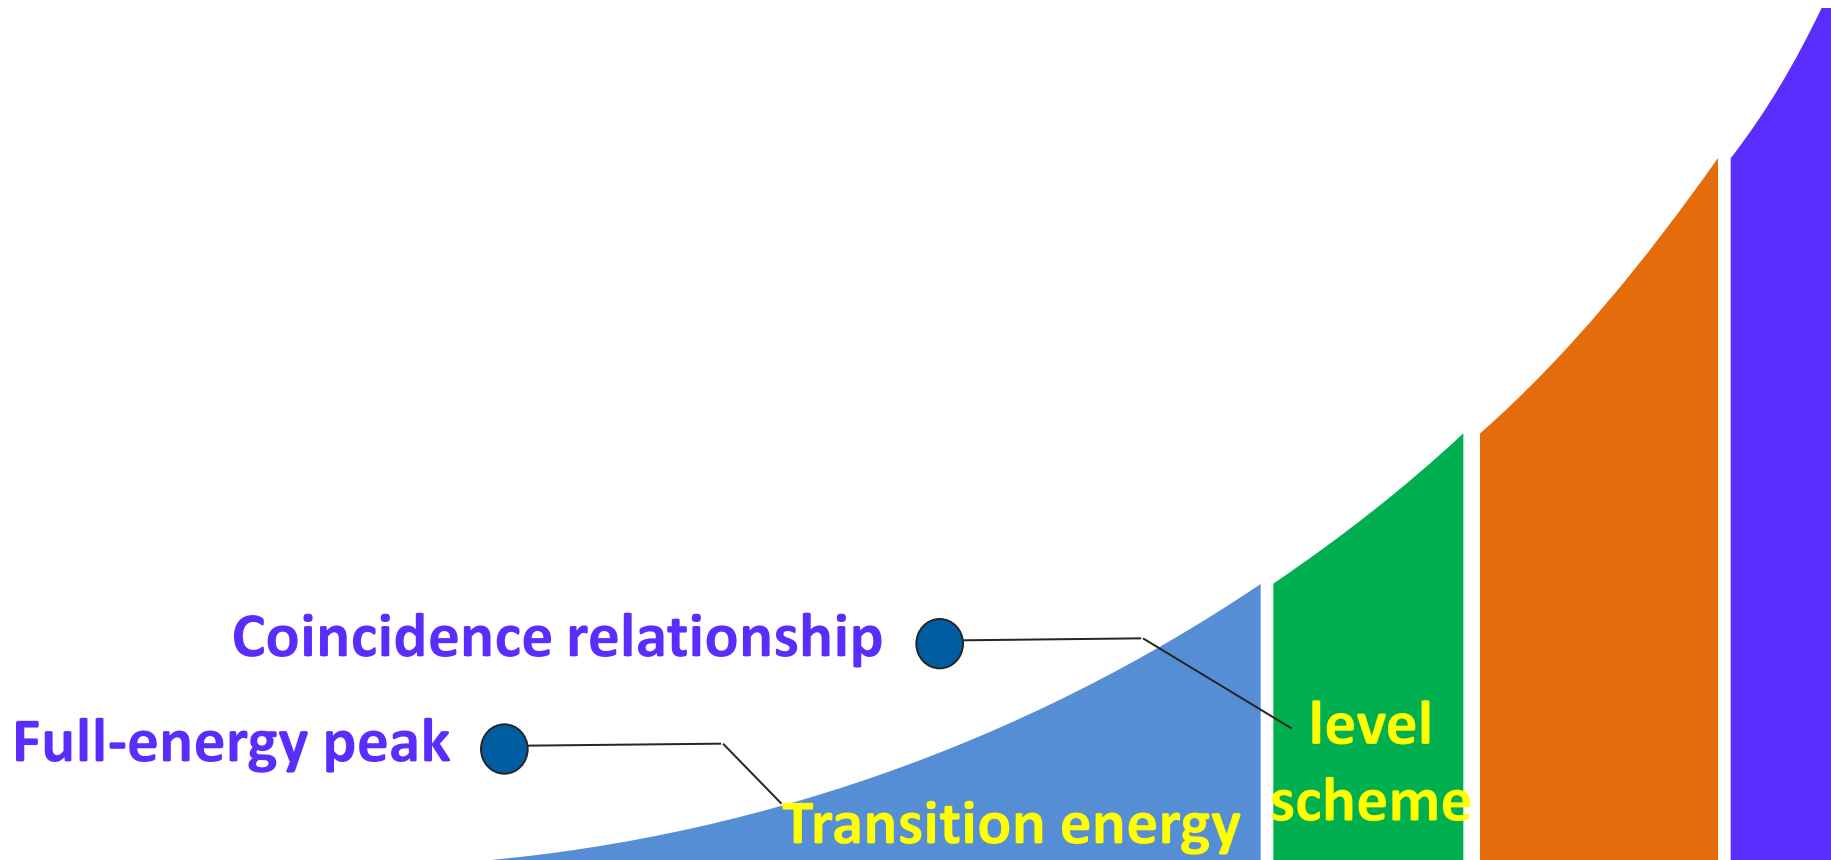 Coincidence relationship
Full-energy peak
Transition energy
level
scheme